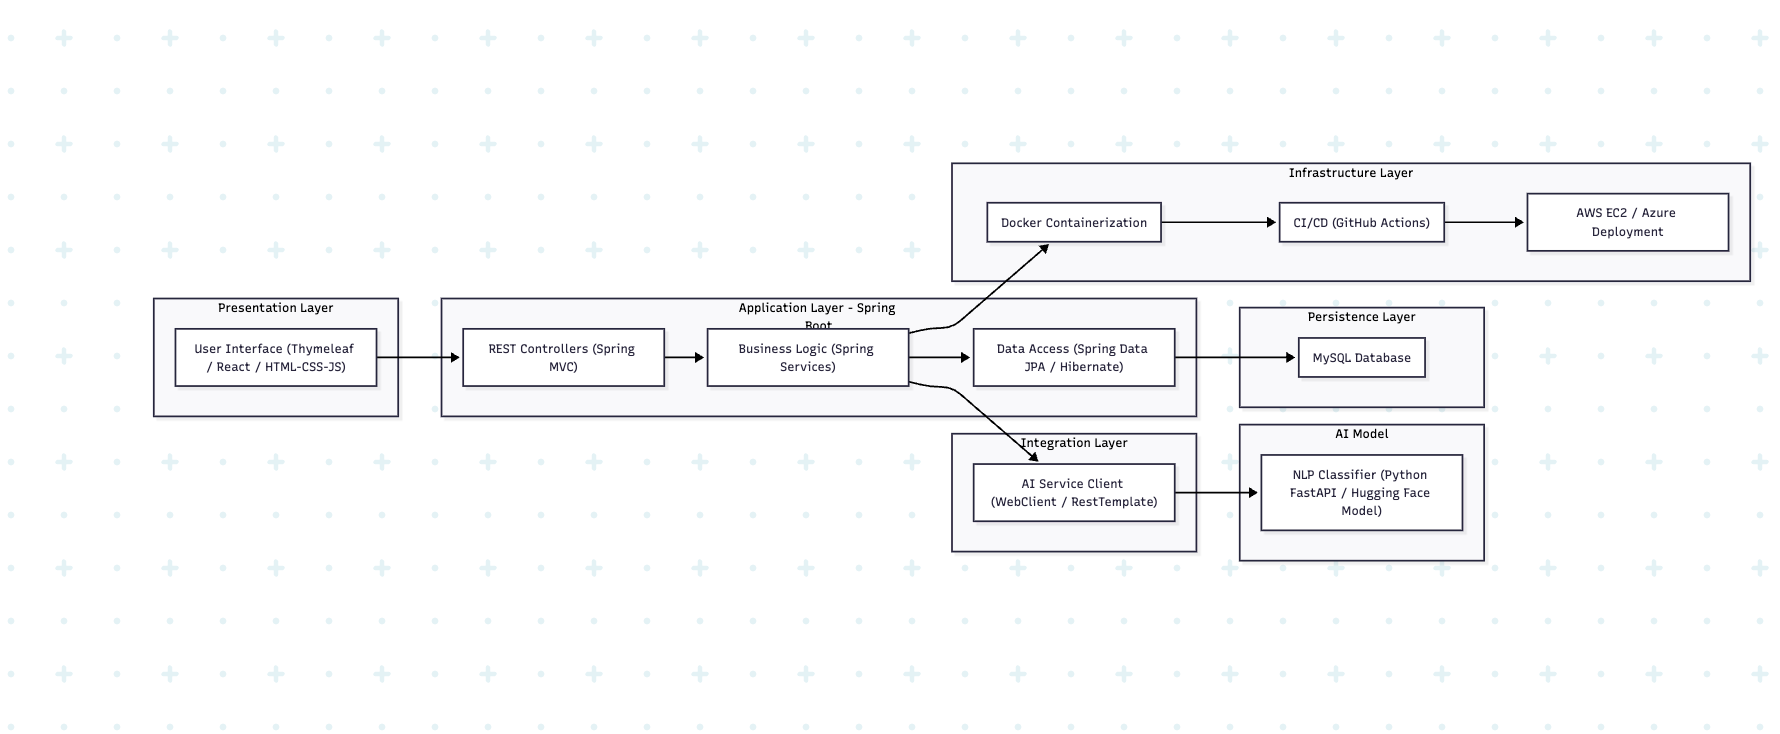 Infrastructure Layer
Docker Containerization
CI/CD (GitHub Actions)
AWS EC2 / Azure
Deployment
Presentation Layer
User Interface (Thymeleaf
/ React / HTML-CSS-JS)
Application Layer - Spring
Boot
REST Controllers (Spring
MVC)
Business Logic (Spring
Services)
Data Access (Spring Data
JPA / Hibernate)
Persistence Layer
MySQL Database
Integration Layer
AI Service Client
(WebClient / RestTemplate)
AI Model
NLP Classifier (Python
FastAPI / Hugging Face
Model)